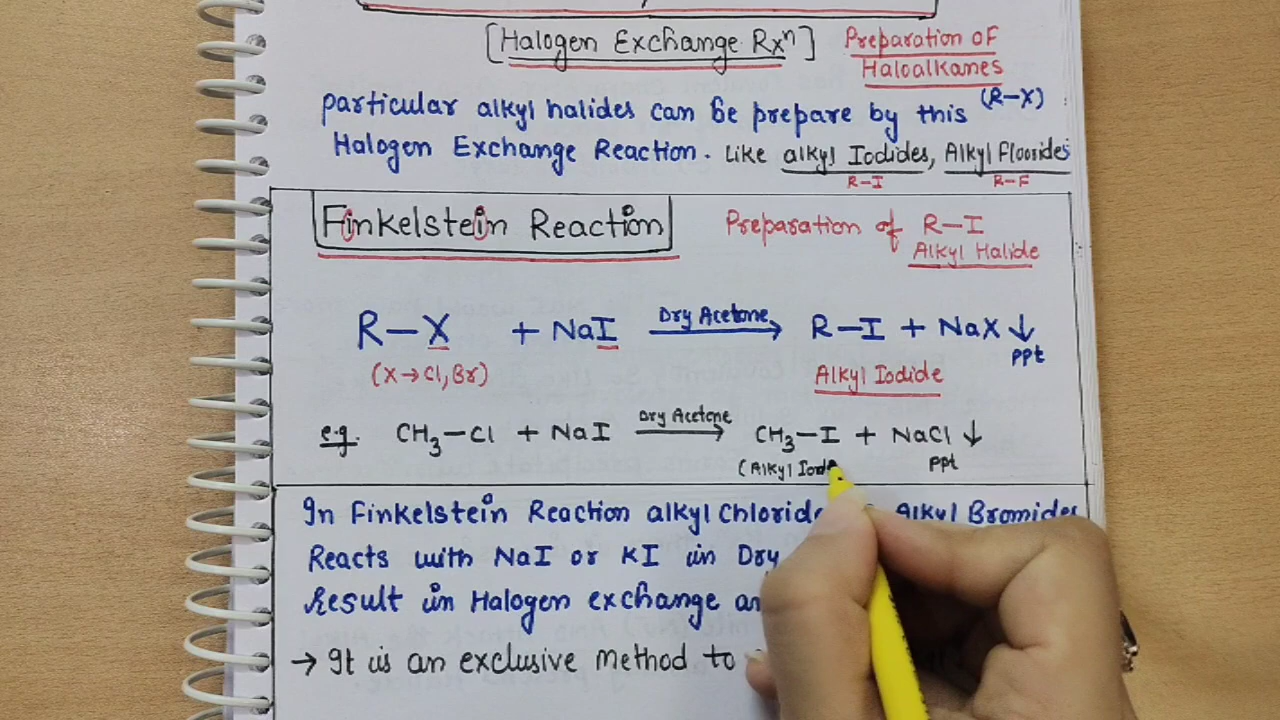 [Halogen Exchange Rxⁿ] Preparation of
Haloalkanes
(R-X)
particular alkyl halides can be prepare by this
Halogen Exchange Reaction. Like alkyl Iodides, Alkyl Floorides
R-I R-F
Finkelstein Reaction Preparation of R-I
Alkyl Halide
R-X + NaI Dry Acetone → R-I + NaX ↓
ppt
(X→Cl, Br) Alkyl Iodide
e.g. CH₃-Cl + NaI Dry Acetone → CH₃-I + NaCl ↓
(Alkyl ppt
In Finkelstein Reaction alkyl Alkyl Bromides
Reacts with NaI or KI in Dry
Result in Halogen exchange
→ It is an exclusive method to